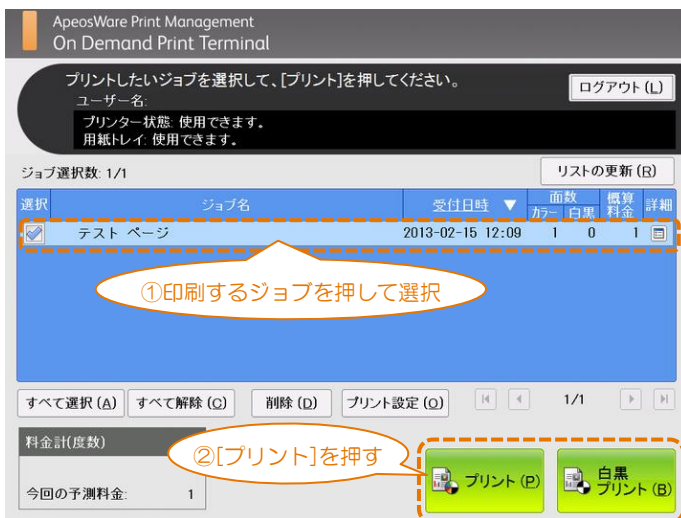 ApeosWare Print Management
On Demand Print Terminal
プリントしたいジョブを選択して、[プリント]を押してください。
ログアウト(L)
ユーザー名:
プリンター状態: 使用できます。
用紙トレイ: 使用できます。
ジョブ選択数: 1/1
リストの更新(R)
選択 ジョブ名 受付日時 ▼ 面数 カラー 白黒 概算料金 詳細
テスト ページ 2013-02-15 12:09 1 0 1
①印刷するジョブを押して選択
すべて選択(A) すべて解除(C) 削除(D) プリント設定(O) 1/1
料金計(度数)
②[プリント]を押す
今回の予測料金: 1
プリント(P)
白黒
プリント(B)